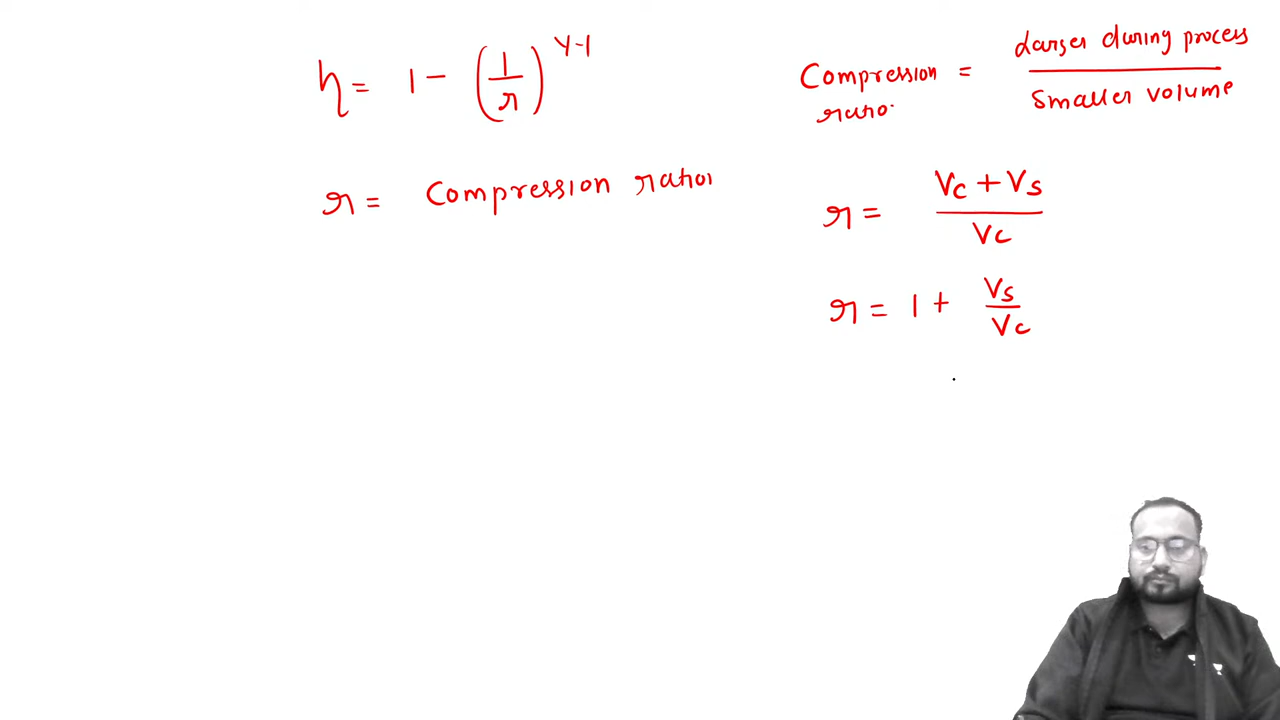 η = 1 - (1/r)^γ-1
r = Compression ratio
Compression ratio = Larger during process / Smaller volume
r = Vc + Vs / Vc
r = 1 + Vs / Vc